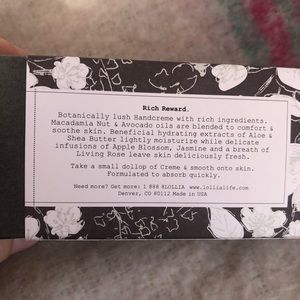 Rich Reward.
Botanically lush Handcreme with rich ingredients.
Macadamia Nut & Avocado oils are blended to comfort &
soothe skin. Beneficial hydrating extracts of Aloe &
Shea Butter lightly moisturize while delicate
infusions of Apple Blossom, Jasmine and a breath of
Living Rose leave skin deliciously fresh.
Take a small dollop of Creme & smooth onto skin.
Formulated to absorb quickly.
Need more? Get more: 1 888 8LOLLIA www.lollialife.com
Denver, CO 80112 Made in USA